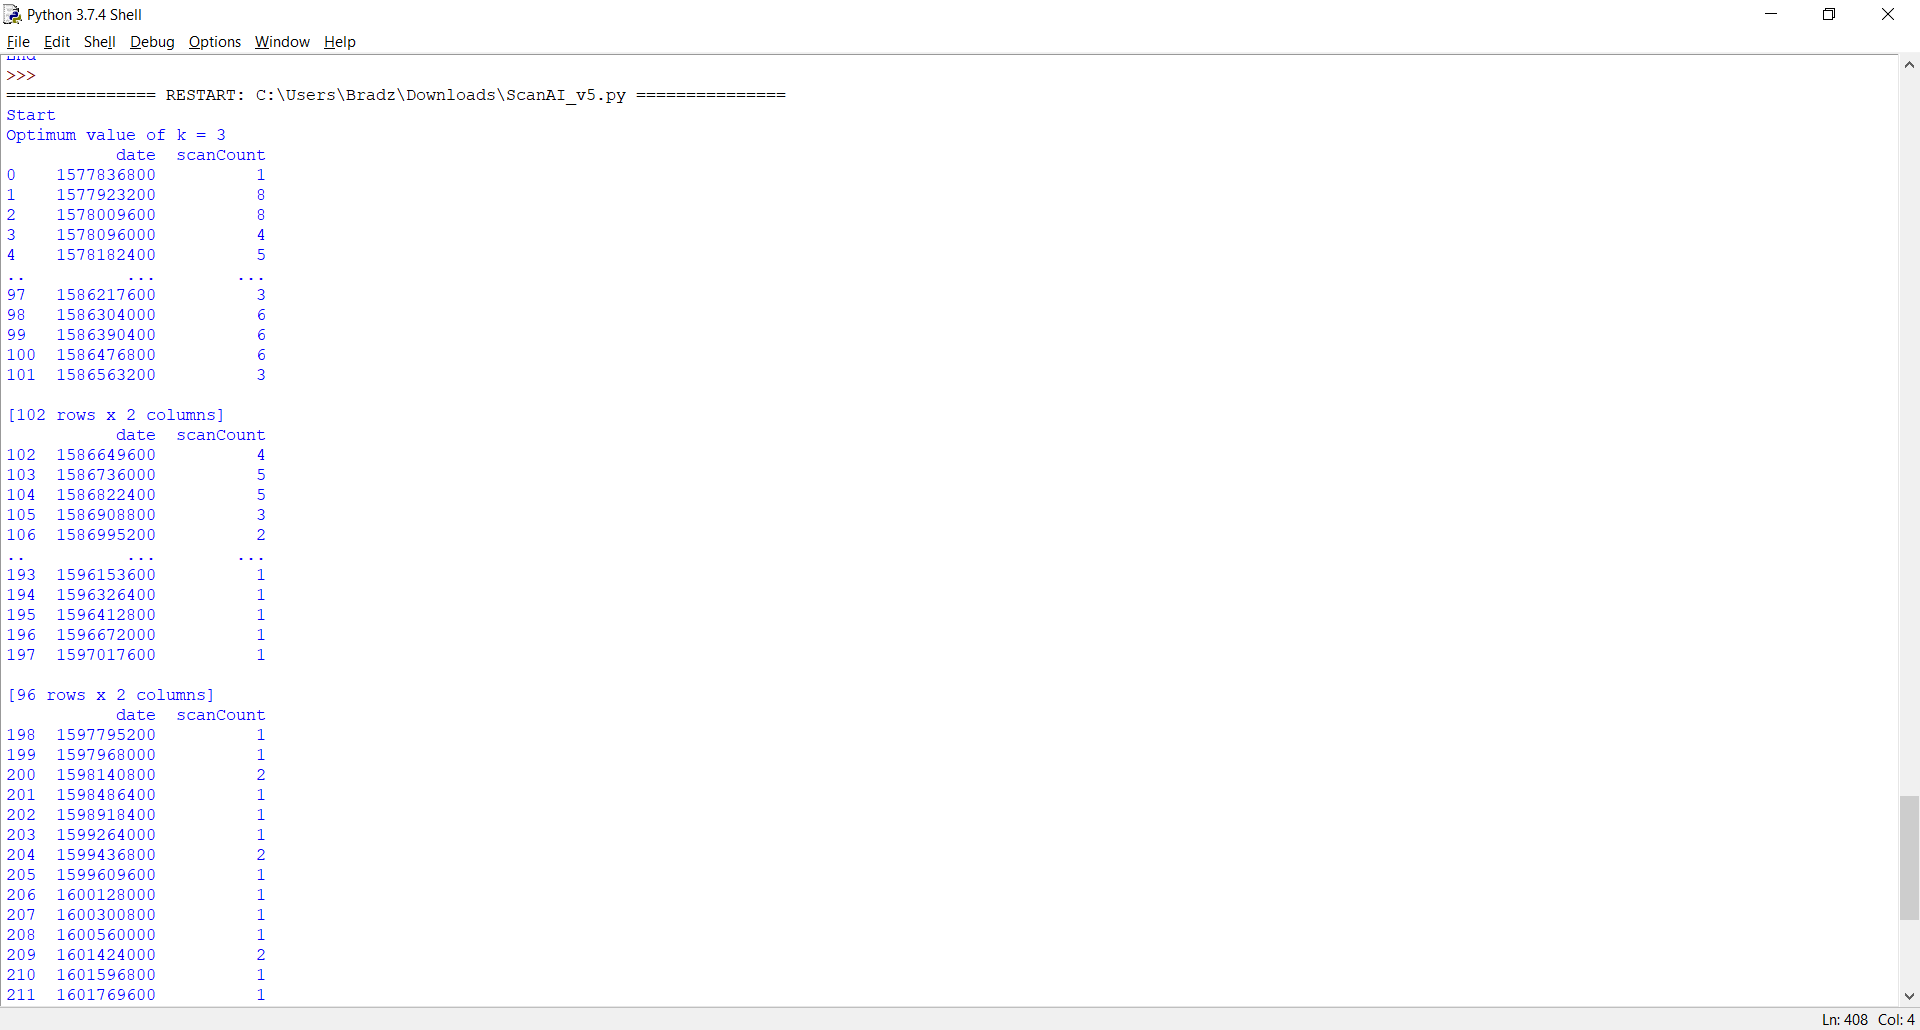 Python 3.7.4 Shell
File Edit Shell Debug Options Window Help
End
>>>
=============== RESTART: C:\Users\Bradz\Downloads\ScanAI_v5.py ===============
Start
Optimum value of k = 3
date scanCount
0 1577836800 1
1 1577923200 8
2 1578009600 8
3 1578096000 4
4 1578182400 5
.. ... ...
97 1586217600 3
98 1586304000 6
99 1586390400 6
100 1586476800 6
101 1586563200 3
[102 rows x 2 columns]
date scanCount
102 1586649600 4
103 1586736000 5
104 1586822400 5
105 1586908800 3
106 1586995200 2
.. ... ...
193 1596153600 1
194 1596326400 1
195 1596412800 1
196 1596672000 1
197 1597017600 1
[96 rows x 2 columns]
date scanCount
198 1597795200 1
199 1597968000 1
200 1598140800 2
201 1598486400 1
202 1598918400 1
203 1599264000 1
204 1599436800 2
205 1599609600 1
206 1600128000 1
207 1600300800 1
208 1600560000 1
209 1601424000 2
210 1601596800 1
211 1601769600 1
Ln: 408 Col: 4